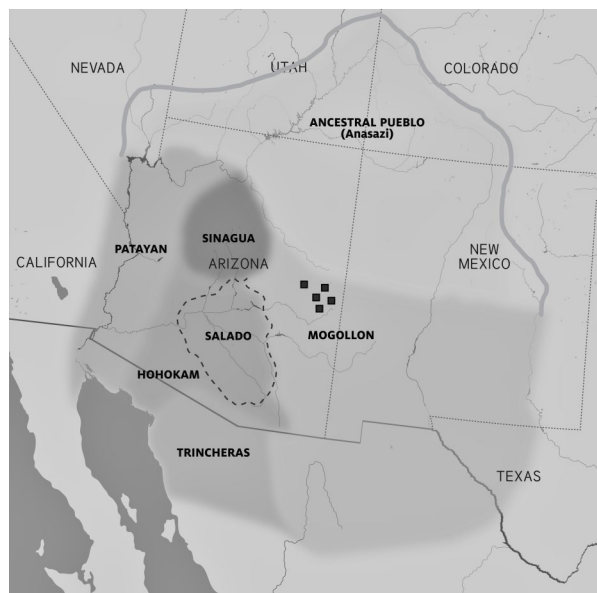 NEVADA
UTAH
COLORADO
ANCESTRAL PUEBLO
(Anasazi)
PATAYAN
SINAGUA
CALIFORNIA
ARIZONA
NEW
MEXICO
SALADO
MOGOLLON
HOHOKAM
TRINCHERAS
TEXAS